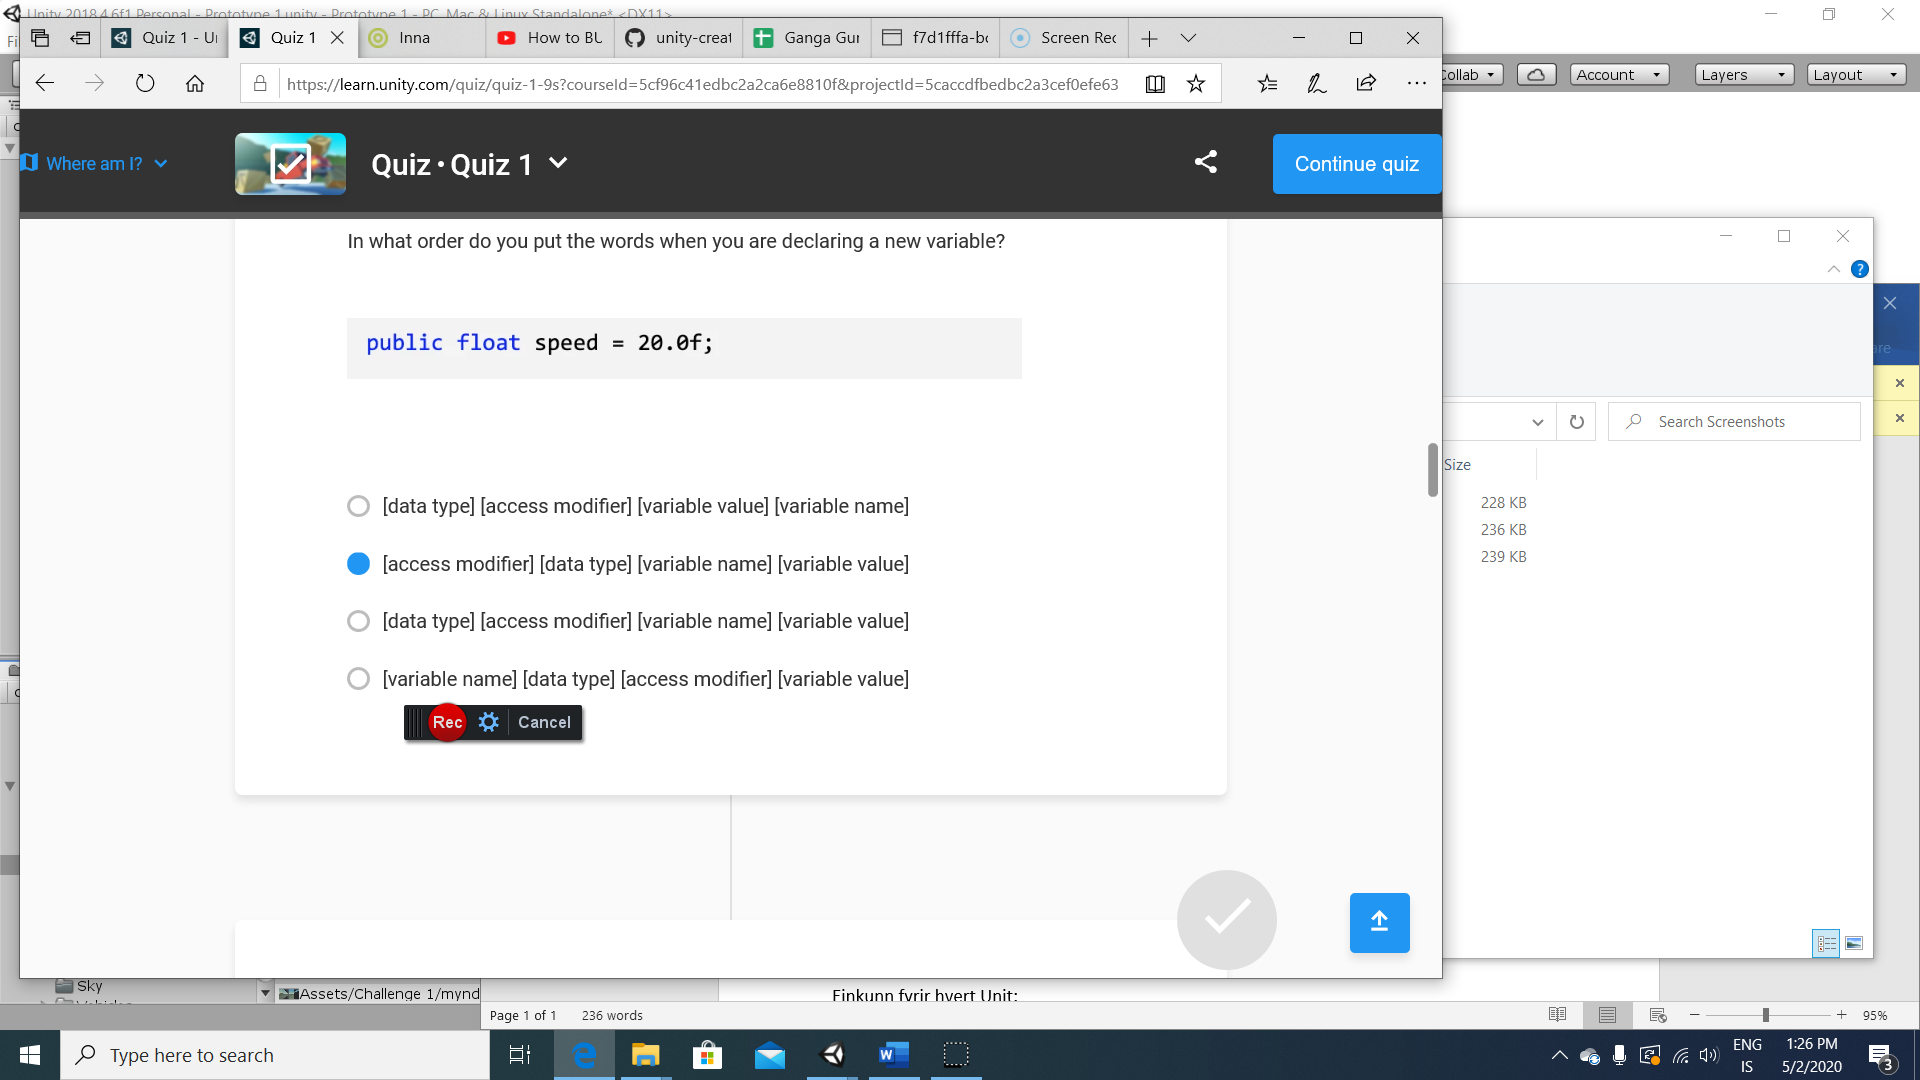 Unity 2018.4.6f1 Personal - Prototype 1.unity - Prototype 1 - PC, Mac & Linux Standalone* <DX11>
Quiz 1 - Ui
Quiz 1
Inna
How to BU
unity-creat
Ganga Gur
f7d1fffa-bc
Screen Rec
https://learn.unity.com/quiz/quiz-1-9s?courseId=5cf96c41edbc2a2ca6e8810f&projectId=5caccdfbedbc2a3cef0efe63
Collab
Account
Layers
Layout
Where am I?
Quiz • Quiz 1
Continue quiz
In what order do you put the words when you are declaring a new variable?
public float speed = 20.0f;
[data type] [access modifier] [variable value] [variable name]
[access modifier] [data type] [variable name] [variable value]
[data type] [access modifier] [variable name] [variable value]
[variable name] [data type] [access modifier] [variable value]
Rec
Cancel
Search Screenshots
Size
228 KB
236 KB
239 KB
Sky
Assets/Challenge 1/mynd
Einkunn fyrir hvert Unit:
Page 1 of 1
236 words
95%
Type here to search
ENG
IS
1:26 PM
5/2/2020
3